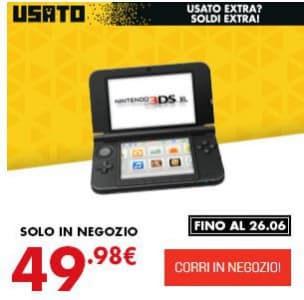 USATO
USATO EXTRA?
SOLDI EXTRA!
NINTENDO 3DS XL
SOLO IN NEGOZIO
FINO AL 26.06
49.98€
CORRI IN NEGOZIO!